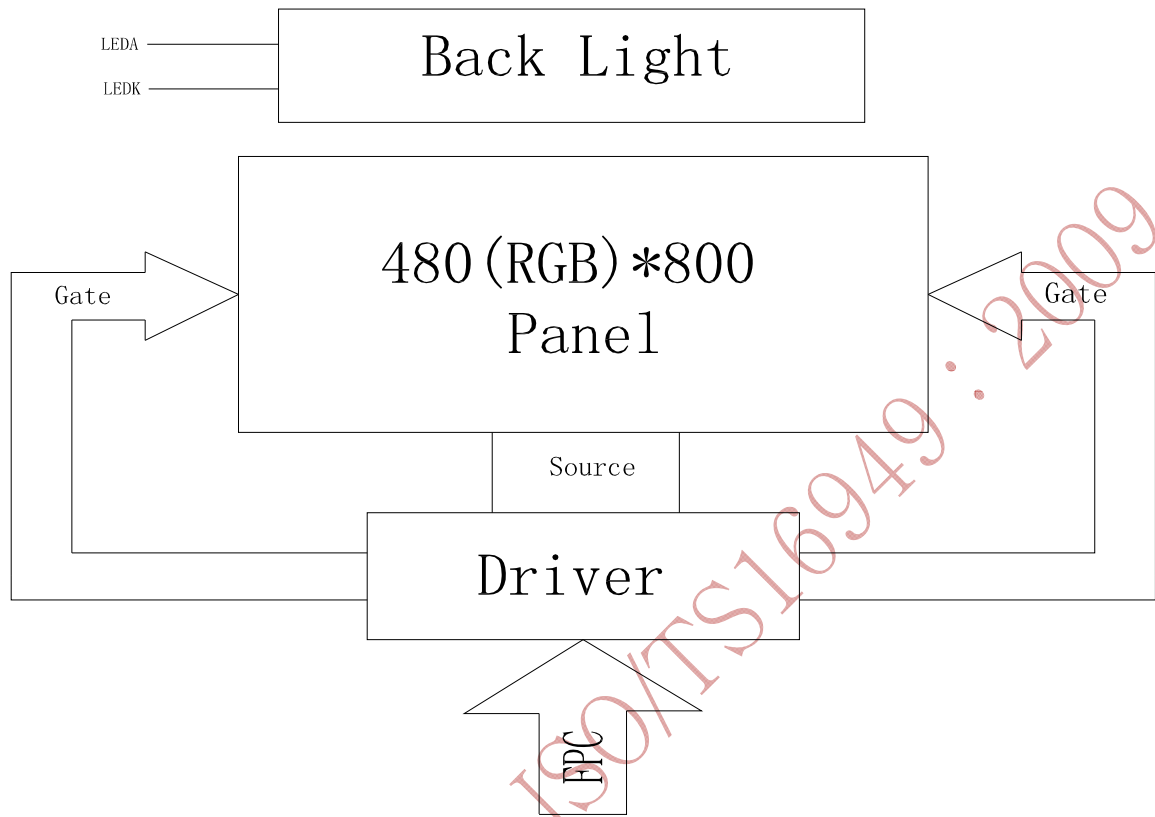 LEDA
LEDK
Back Light
480(RGB)*800
Panel
Gate
Gate
Source
Driver
FPC
ISO/TS16949：2009